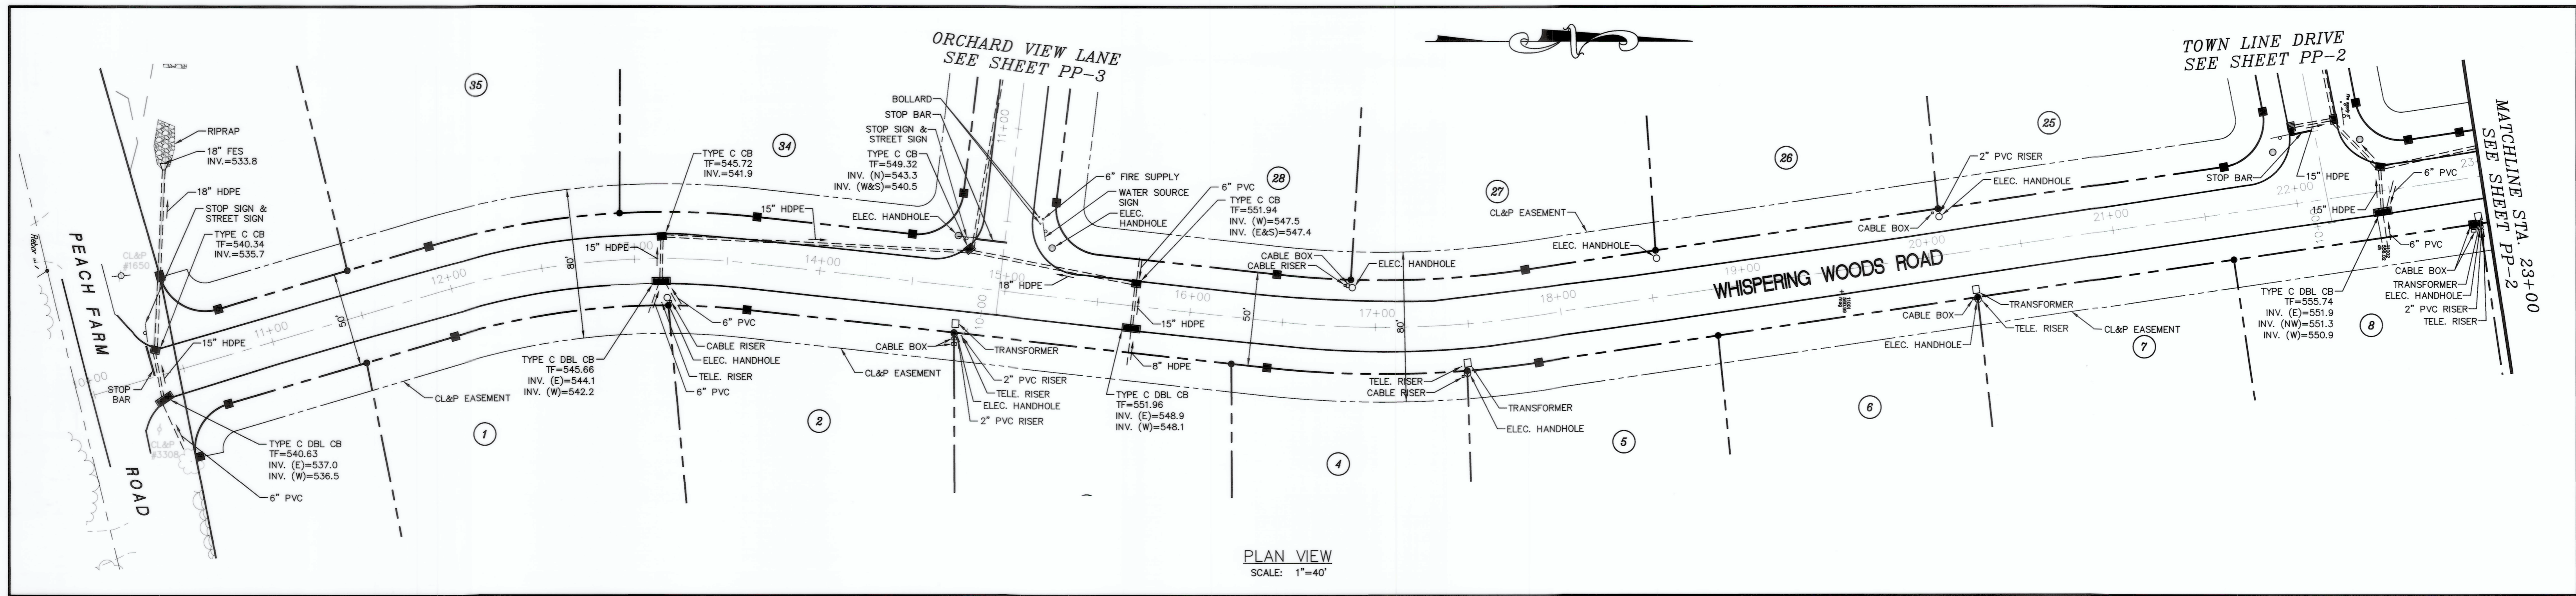 ORCHARD VIEW LANE
SEE SHEET PP-3
TOWN LINE DRIVE
SEE SHEET PP-2
MATCHLINE STA. 23+00
SEE SHEET PP-2
PEACH FARM
ROAD
WHISPERING WOODS ROAD
35
34
28
27
26
25
1
2
4
5
6
7
8
RIPRAP
18" FES
INV.=533.8
18" HDPE
STOP SIGN &
STREET SIGN
TYPE C CB
TF=540.34
INV.=535.7
Rebar
CL&P
#1650
15" HDPE
STOP
BAR
CL&P
#3308
TYPE C DBL CB
TF=540.63
INV. (E)=537.0
INV. (W)=536.5
6" PVC
10+00
11+00
12+00
50'
80'
CL&P EASEMENT
TYPE C CB
TF=545.72
INV.=541.9
15" HDPE
15" HDPE
TYPE C DBL CB
TF=545.66
INV. (E)=544.1
INV. (W)=542.2
6" PVC
CABLE RISER
ELEC. HANDHOLE
TELE. RISER
6" PVC
14+00
BOLLARD
STOP BAR
STOP SIGN &
STREET SIGN
TYPE C CB
TF=549.32
INV. (N)=543.3
INV. (W&S)=540.5
ELEC. HANDHOLE
11+00
10+00
15+00
18" HDPE
6" FIRE SUPPLY
WATER SOURCE
SIGN
ELEC.
HANDHOLE
6" PVC
TYPE C CB
TF=551.94
INV. (W)=547.5
INV. (E&S)=547.4
CABLE BOX
TRANSFORMER
CL&P EASEMENT
2" PVC RISER
TELE. RISER
ELEC. HANDHOLE
2" PVC RISER
15" HDPE
8" HDPE
TYPE C DBL CB
TF=551.96
INV. (E)=548.9
INV. (W)=548.1
16+00
50'
CABLE BOX
CABLE RISER
ELEC. HANDHOLE
17+00
80'
TELE. RISER
CABLE RISER
TRANSFORMER
ELEC. HANDHOLE
CL&P EASEMENT
18+00
ELEC. HANDHOLE
19+00
20+00
2" PVC RISER
ELEC. HANDHOLE
CABLE BOX
CABLE BOX
TRANSFORMER
TELE. RISER
ELEC. HANDHOLE
CL&P EASEMENT
21+00
STOP BAR
15" HDPE
22+00
10+00
15" HDPE
6" PVC
6" PVC
TYPE C DBL CB
TF=555.74
INV. (E)=551.9
INV. (NW)=551.3
INV. (W)=550.9
CABLE BOX
TRANSFORMER
ELEC. HANDHOLE
2" PVC RISER
TELE. RISER
PLAN VIEW
SCALE: 1"=40'